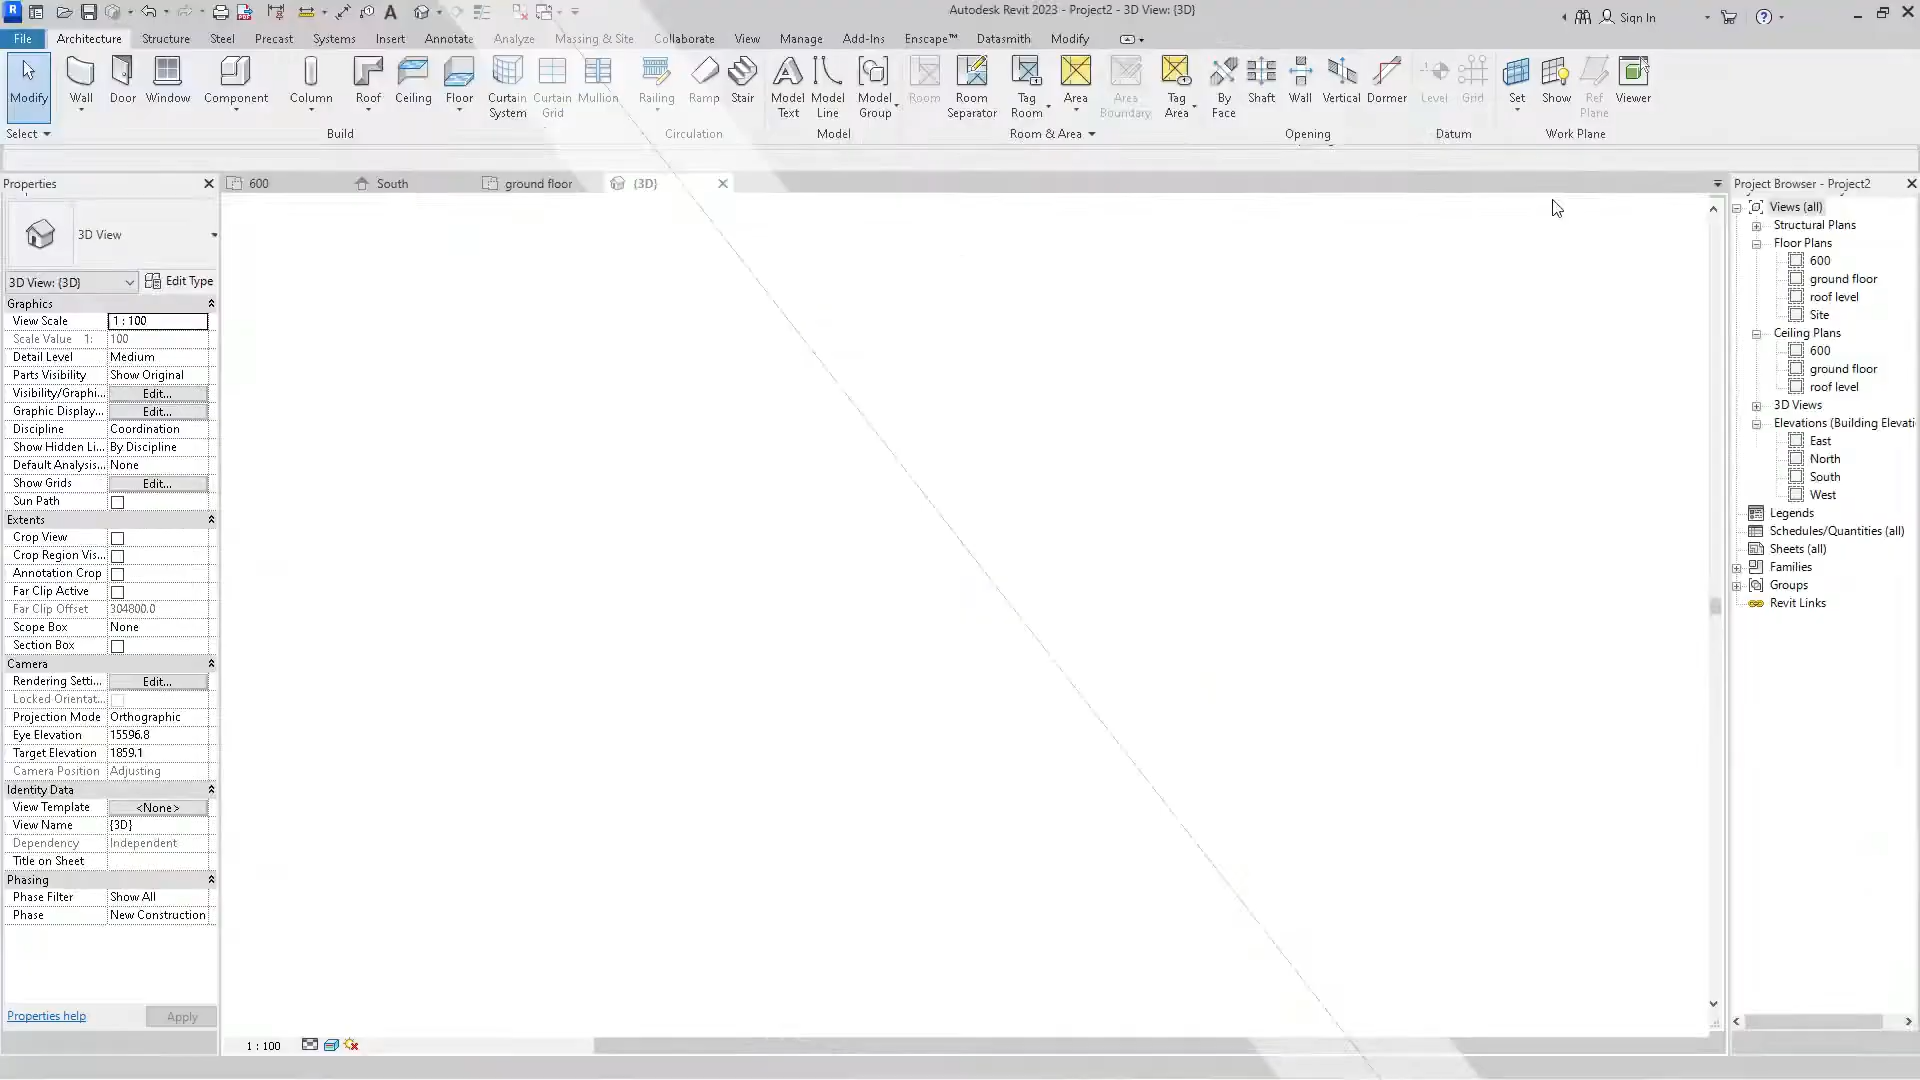 Autodesk Revit 2023 - Project2 - 3D View: {3D}
Sign In
File Architecture Structure Steel Precast Systems Insert Annotate Analyze Massing & Site Collaborate View Manage Add-Ins Enscape™ Datasmith Modify
Modify Wall Door Window Component Column Roof Ceiling Floor Curtain System Curtain Grid Mullion Railing Ramp Stair Model Text Model Line Model Group Room Room Separator Tag Room Area Area Boundary Tag Area By Face Shaft Wall Vertical Dormer Level Grid Set Show Ref Plane Viewer
Select Build Circulation Model Room & Area Opening Datum Work Plane
Properties
600 South ground floor {3D}
3D View
3D View: {3D} Edit Type
Graphics
View Scale 1 : 100
Scale Value 1: 100
Detail Level Medium
Parts Visibility Show Original
Visibility/Graphi... Edit...
Graphic Display... Edit...
Discipline Coordination
Show Hidden Li... By Discipline
Default Analysis... None
Show Grids Edit...
Sun Path
Extents
Crop View
Crop Region Vis...
Annotation Crop
Far Clip Active
Far Clip Offset 304800.0
Scope Box None
Section Box
Camera
Rendering Setti... Edit...
Locked Orientat...
Projection Mode Orthographic
Eye Elevation 15596.8
Target Elevation 1859.1
Camera Position Adjusting
Identity Data
View Template <None>
View Name {3D}
Dependency Independent
Title on Sheet
Phasing
Phase Filter Show All
Phase New Construction
Properties help Apply
1 : 100
Project Browser - Project2
Views (all)
Structural Plans
Floor Plans
600
ground floor
roof level
Site
Ceiling Plans
600
ground floor
roof level
3D Views
Elevations (Building Elevati
East
North
South
West
Legends
Schedules/Quantities (all)
Sheets (all)
Families
Groups
Revit Links